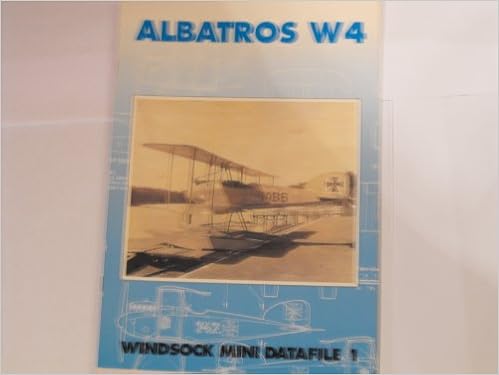 ALBATROS W4
WINDSOCK MINI DATAFILE 1